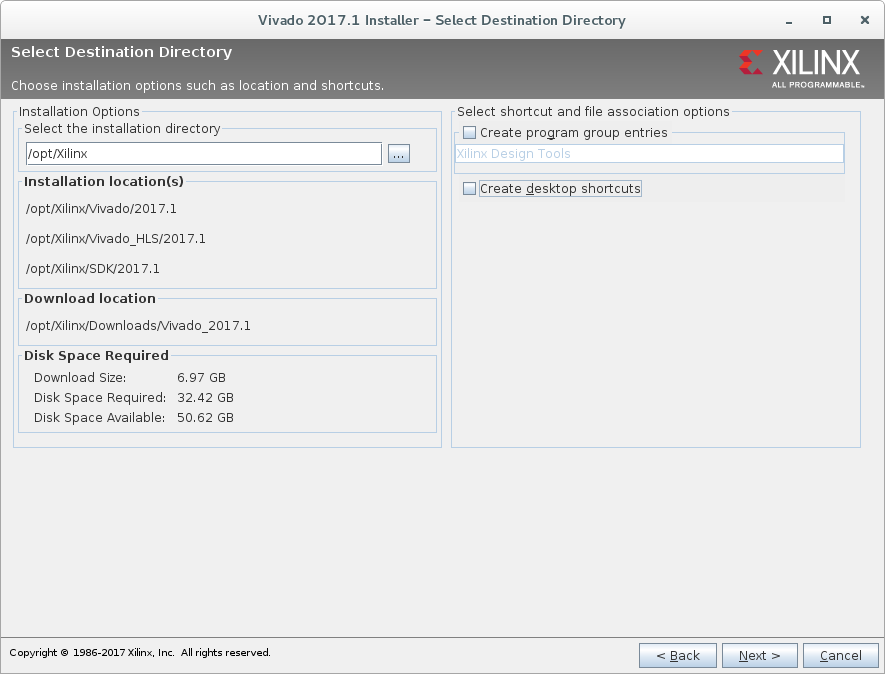 Vivado 2017.1 Installer - Select Destination Directory
Select Destination Directory
Choose installation options such as location and shortcuts.
XILINX
ALL PROGRAMMABLE™
Installation Options
Select the installation directory
/opt/Xilinx
...
Installation location(s)
/opt/Xilinx/Vivado/2017.1
/opt/Xilinx/Vivado_HLS/2017.1
/opt/Xilinx/SDK/2017.1
Download location
/opt/Xilinx/Downloads/Vivado_2017.1
Disk Space Required
Download Size: 6.97 GB
Disk Space Required: 32.42 GB
Disk Space Available: 50.62 GB
Select shortcut and file association options
Create program group entries
Xilinx Design Tools
Create desktop shortcuts
Copyright © 1986-2017 Xilinx, Inc. All rights reserved.
< Back
Next >
Cancel